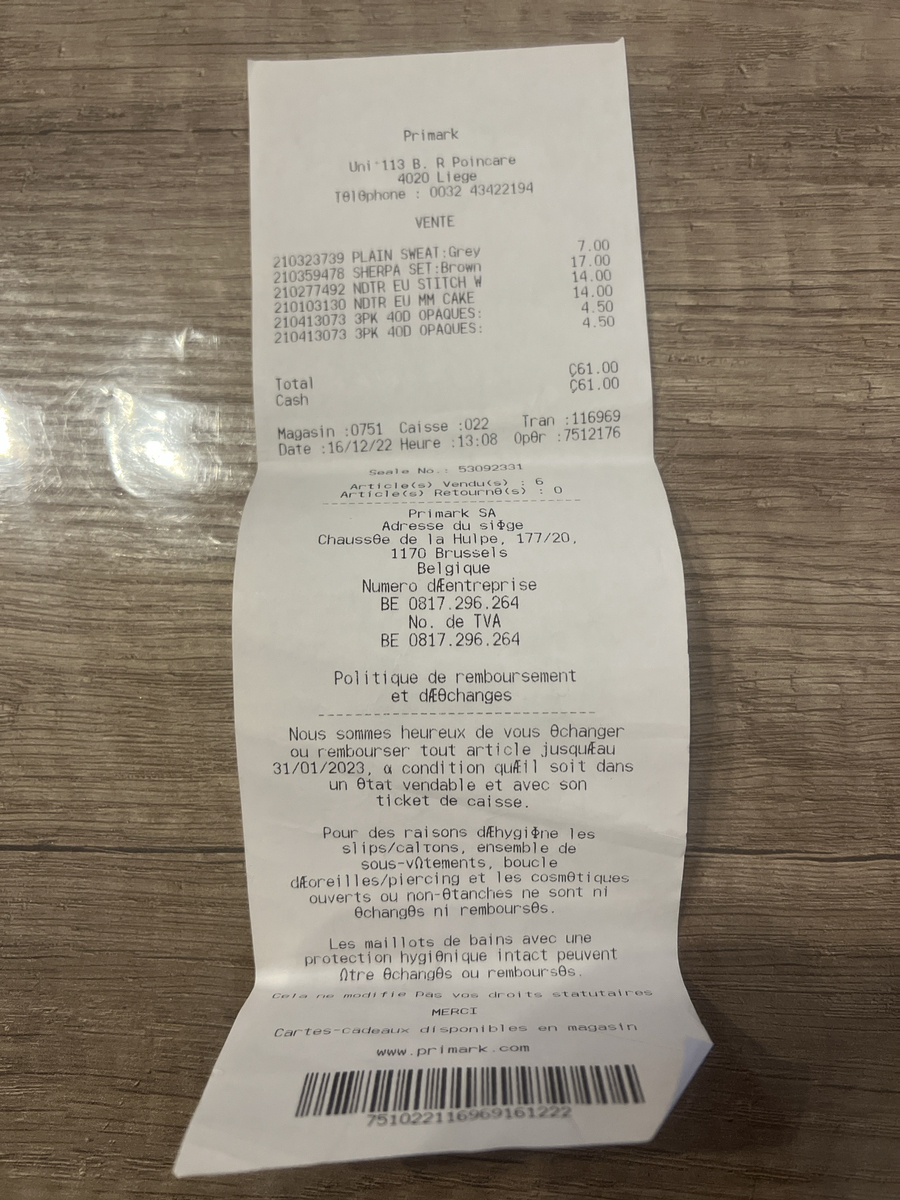 Primark
Uni 113 B. R Poincare
4020 Liege
Tθlθphone : 0032 43422194
VENTE
210323739 PLAIN SWEAT:Grey 7.00
210359478 SHERPA SET:Brown 17.00
210277492 NDTR EU STITCH W 14.00
210103130 NDTR EU MM CAKE 14.00
210413073 3PK 40D OPAQUES: 4.50
210413073 3PK 40D OPAQUES: 4.50
Total Ç61.00
Cash Ç61.00
Magasin :0751 Caisse :022 Tran :116969
Date :16/12/22 Heure :13:08 Opθr :7512176
Seale No.: 53092331
Article(s) Vendu(s) : 6
Article(s) Retournθ(s) : 0
Primark SA
Adresse du siΦge
Chaussθe de la Hulpe, 177/20,
1170 Brussels
Belgique
Numero dÆentreprise
BE 0817.296.264
No. de TVA
BE 0817.296.264
Politique de remboursement
et dÆθchanges
Nous sommes heureux de vous θchanger
ou rembourser tout article jusquÆau
31/01/2023, α condition quÆil soit dans
un θtat vendable et avec son
ticket de caisse.
Pour des raisons dÆhygiΦne les
slips/calτons, ensemble de
sous-vΩtements, boucle
dÆoreilles/piercing et les cosmθtiques
ouverts ou non-θtanches ne sont ni
θchangθs ni remboursθs.
Les maillots de bains avec une
protection hygiθnique intact peuvent
Ωtre θchangθs ou remboursθs.
Cela ne modifie Pas vos droits statutaires
MERCI
Cartes-cadeaux disponibles en magasin
www.primark.com
751022116969161222